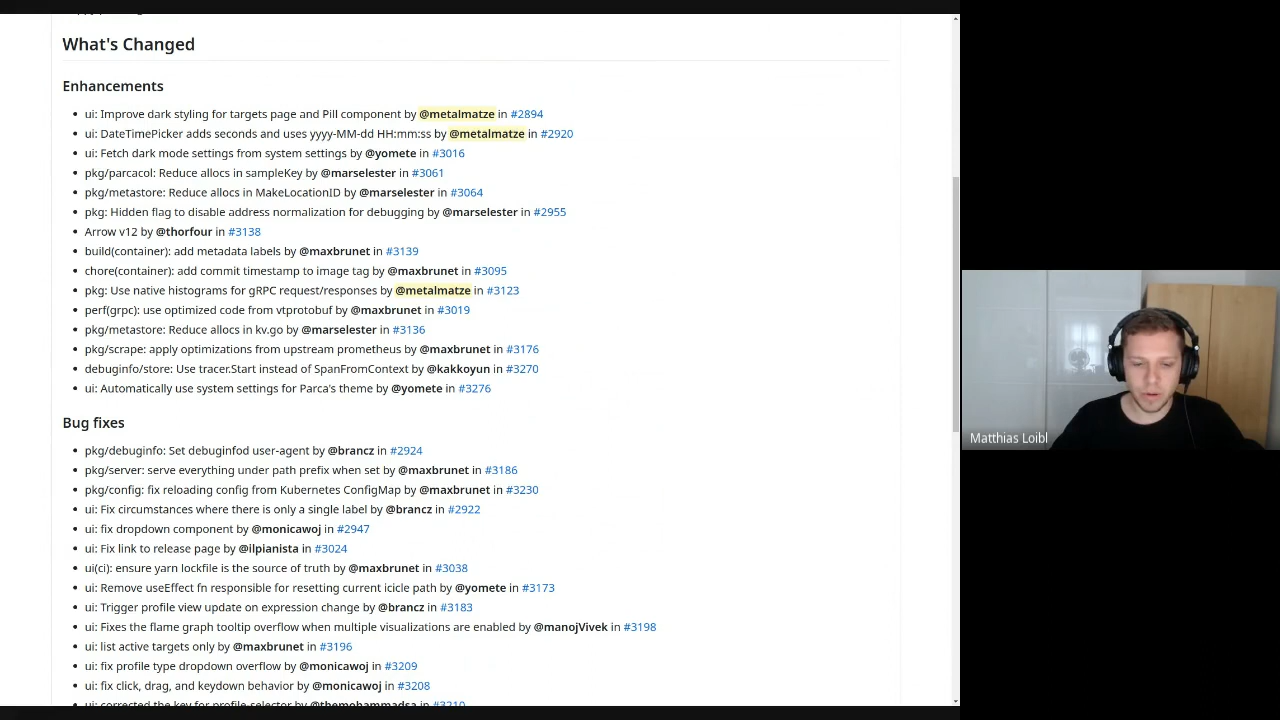 What's Changed
Enhancements
ui: Improve dark styling for targets page and Pill component by @metalmatze in #2894
ui: DateTimePicker adds seconds and uses yyyy-MM-dd HH:mm:ss by @metalmatze in #2920
ui: Fetch dark mode settings from system settings by @yomete in #3016
pkg/parcacol: Reduce allocs in sampleKey by @marselester in #3061
pkg/metastore: Reduce allocs in MakeLocationID by @marselester in #3064
pkg: Hidden flag to disable address normalization for debugging by @marselester in #2955
Arrow v12 by @thorfour in #3138
build(container): add metadata labels by @maxbrunet in #3139
chore(container): add commit timestamp to image tag by @maxbrunet in #3095
pkg: Use native histograms for gRPC request/responses by @metalmatze in #3123
perf(grpc): use optimized code from vtprotobuf by @maxbrunet in #3019
pkg/metastore: Reduce allocs in kv.go by @marselester in #3136
pkg/scrape: apply optimizations from upstream prometheus by @maxbrunet in #3176
debuginfo/store: Use tracer.Start instead of SpanFromContext by @kakkoyun in #3270
ui: Automatically use system settings for Parca's theme by @yomete in #3276
Bug fixes
pkg/debuginfo: Set debuginfod user-agent by @brancz in #2924
pkg/server: serve everything under path prefix when set by @maxbrunet in #3186
pkg/config: fix reloading config from Kubernetes ConfigMap by @maxbrunet in #3230
ui: Fix circumstances where there is only a single label by @brancz in #2922
ui: fix dropdown component by @monicawoj in #2947
ui: Fix link to release page by @ilpianista in #3024
ui(ci): ensure yarn lockfile is the source of truth by @maxbrunet in #3038
ui: Remove useEffect fn responsible for resetting current icicle path by @yomete in #3173
ui: Trigger profile view update on expression change by @brancz in #3183
ui: Fixes the flame graph tooltip overflow when multiple visualizations are enabled by @manojVivek in #3198
ui: list active targets only by @maxbrunet in #3196
ui: fix profile type dropdown overflow by @monicawoj in #3209
ui: fix click, drag, and keydown behavior by @monicawoj in #3208
ui: corrected the key for profile-selector by @themohammadsa in #3210
Matthias Loibl